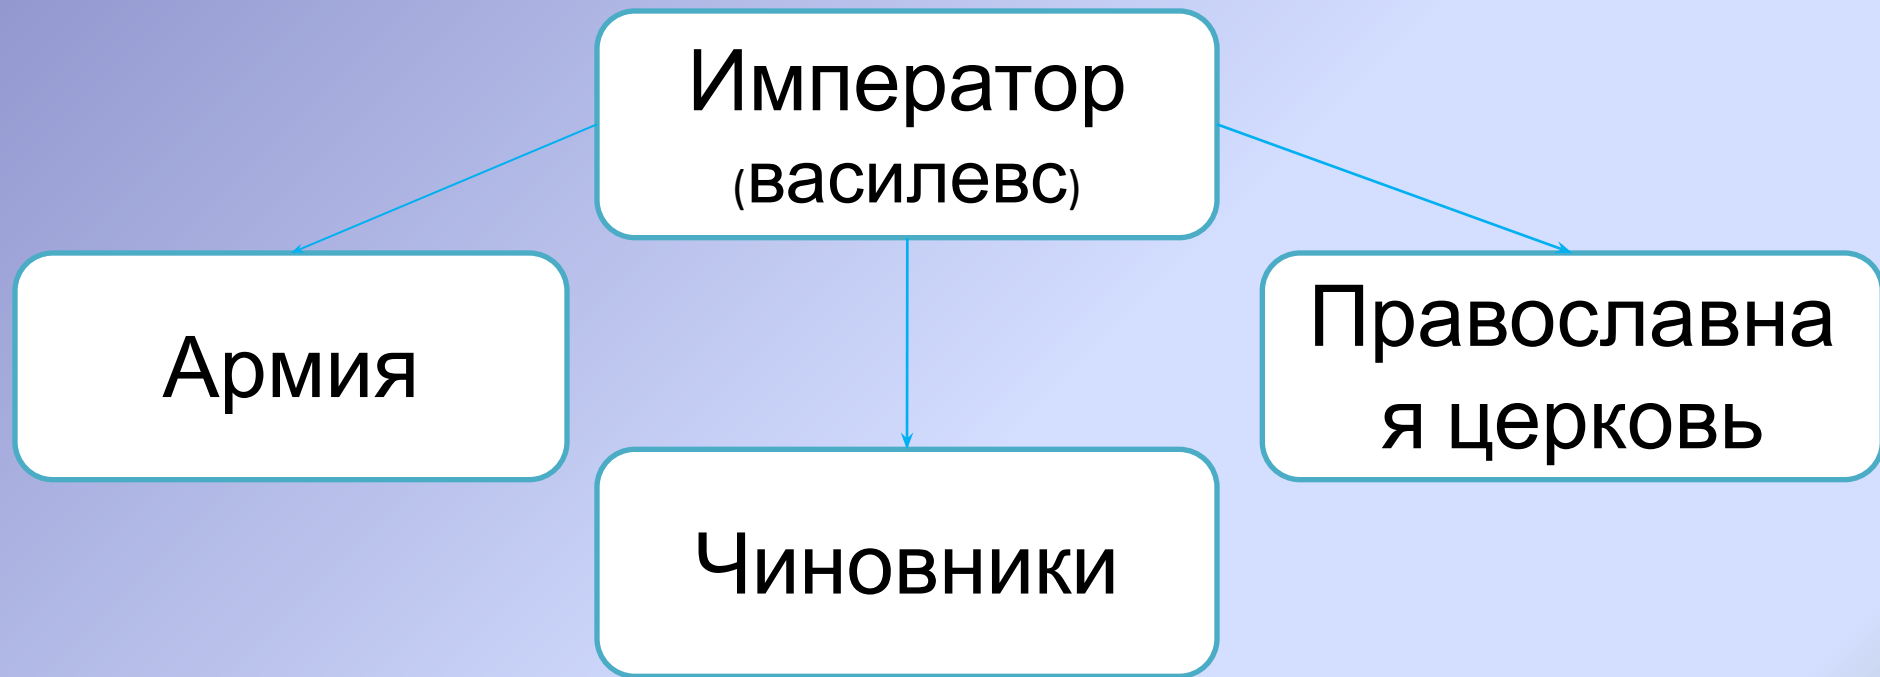 Император
(василевс)
Армия
Православна
я церковь
Чиновники